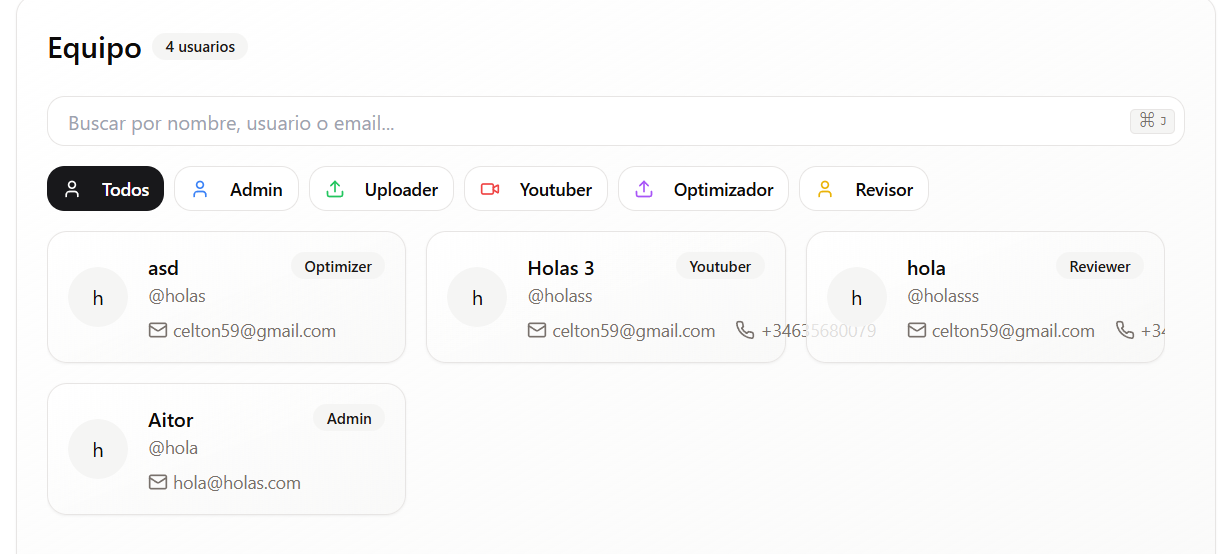 Equipo 4 usuarios
Buscar por nombre, usuario o email... ⌘ J
Todos Admin Uploader Youtuber Optimizador Revisor
h asd Optimizer
@holas
celton59@gmail.com
h Holas 3 Youtuber
@holass
celton59@gmail.com +34635680079
h hola Reviewer
@holasss
celton59@gmail.com +34
h Aitor Admin
@hola
hola@holas.com